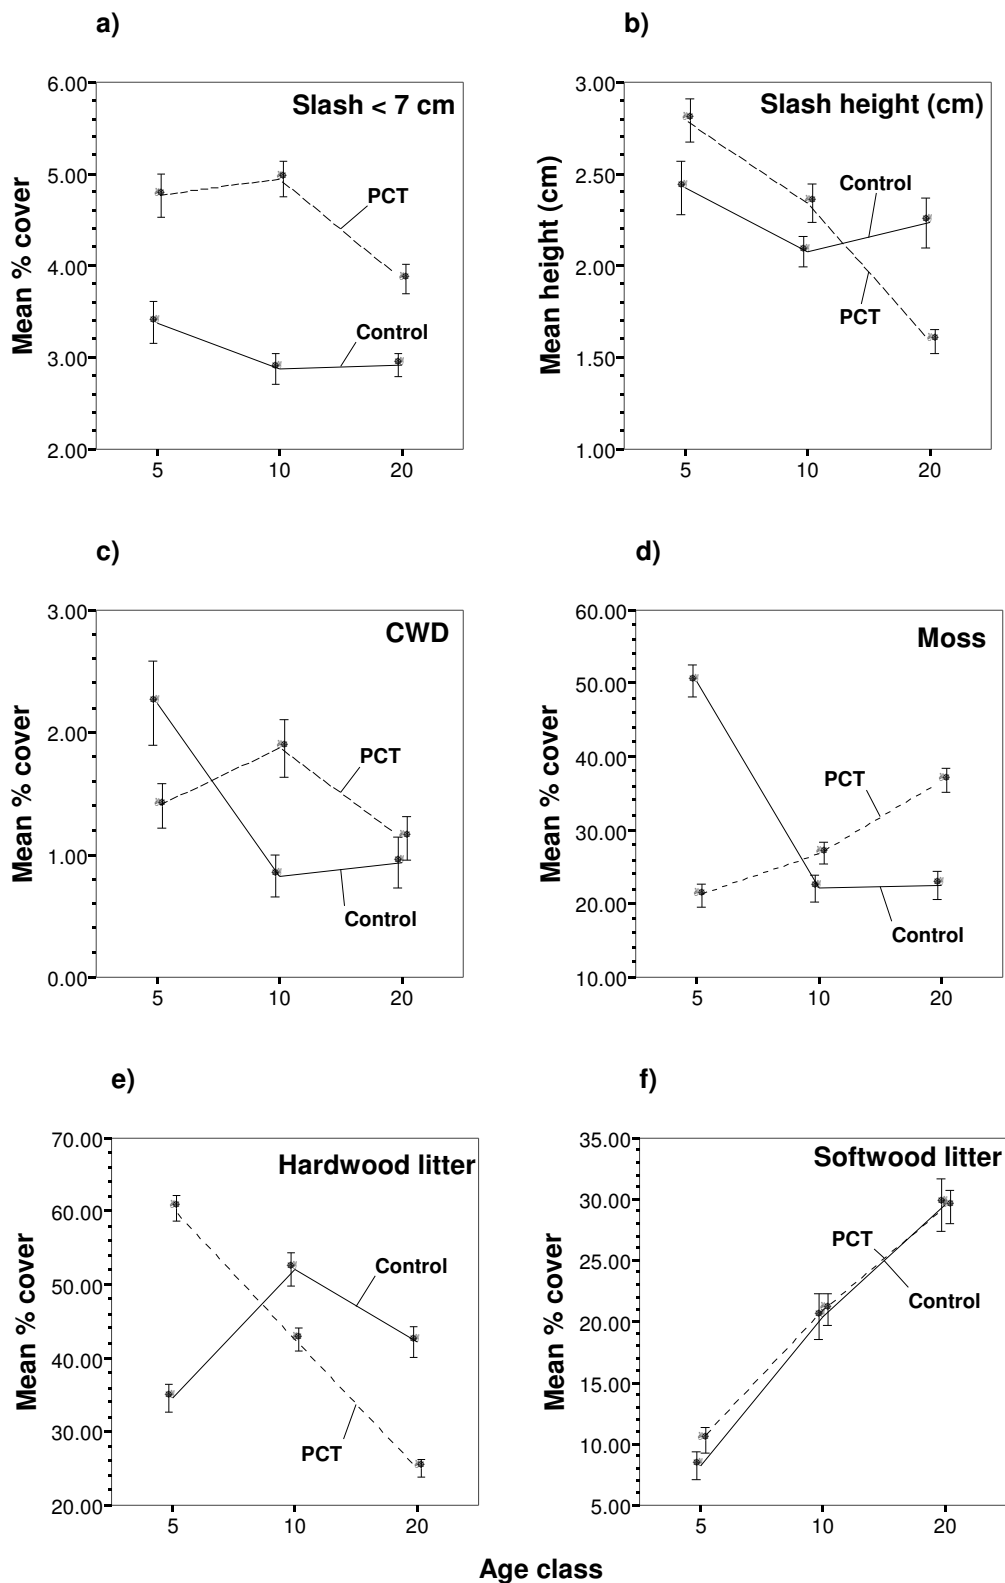 a)
6.00
5.00
4.00
3.00
2.00
Mean % cover
Slash < 7 cm
PCT
Control
5 10 20
b)
3.00
2.50
2.00
1.50
1.00
Mean height (cm)
Slash height (cm)
Control
PCT
5 10 20
c)
3.00
2.00
1.00
0.00
Mean % cover
CWD
PCT
Control
5 10 20
d)
60.00
50.00
40.00
30.00
20.00
10.00
Mean % cover
Moss
PCT
Control
5 10 20
e)
70.00
60.00
50.00
40.00
30.00
20.00
Mean % cover
Hardwood litter
Control
PCT
5 10 20
f)
35.00
30.00
25.00
20.00
15.00
10.00
5.00
Mean % cover
Softwood litter
PCT
Control
5 10 20
Age class